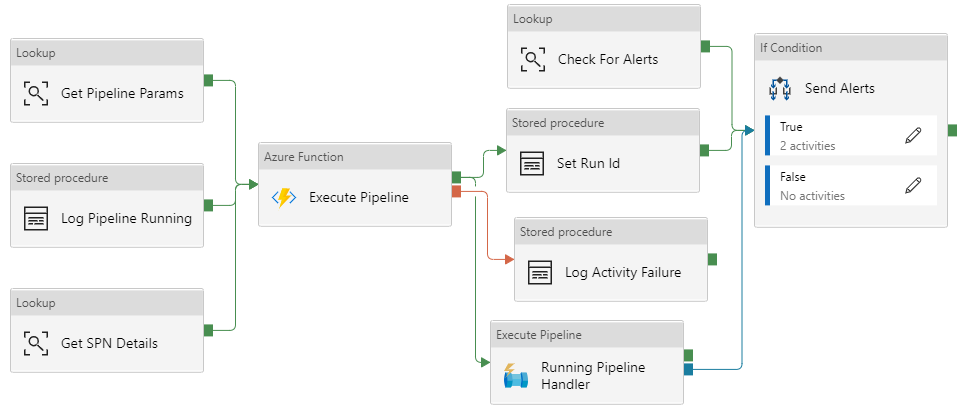 Lookup
Get Pipeline Params
Stored procedure
Log Pipeline Running
Lookup
Get SPN Details
Azure Function
Execute Pipeline
Lookup
Check For Alerts
Stored procedure
Set Run Id
Stored procedure
Log Activity Failure
Execute Pipeline
Running Pipeline
Handler
If Condition
Send Alerts
True
2 activities
False
No activities